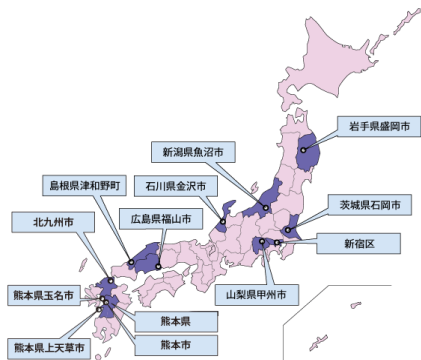 岩手県盛岡市
新潟県魚沼市
島根県津和野町
石川県金沢市
茨城県石岡市
北九州市
広島県福山市
新宿区
山梨県甲州市
熊本県玉名市
熊本県
熊本県上天草市
熊本市